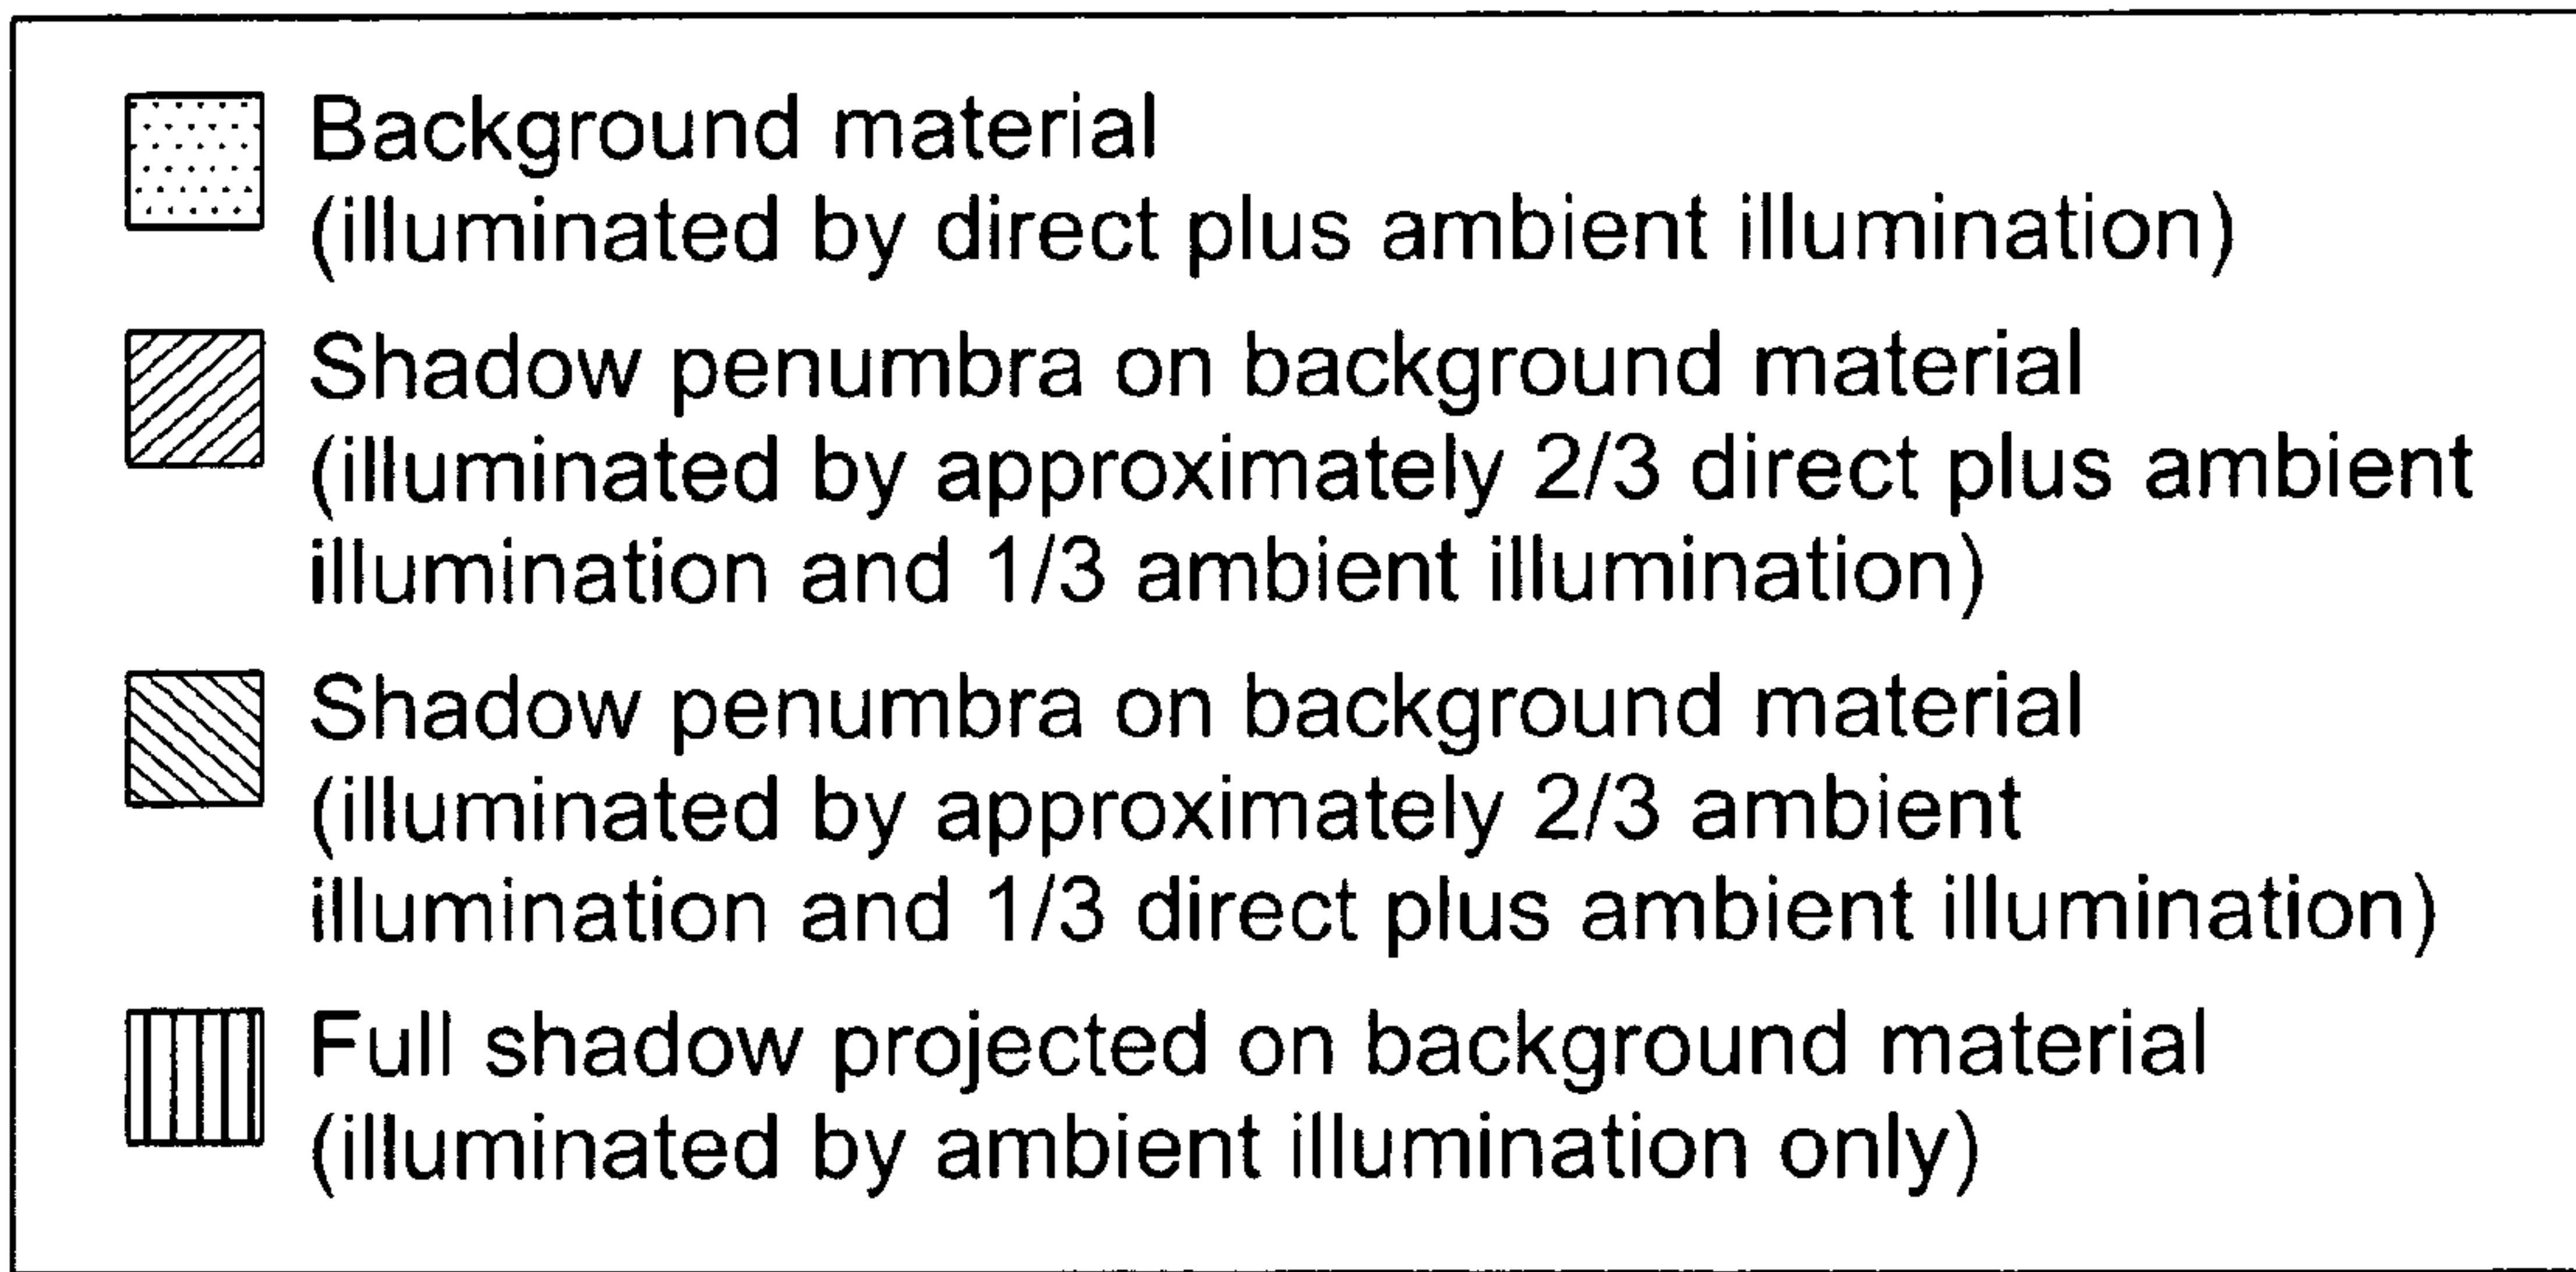 Background material
(illuminated by direct plus ambient illumination)
Shadow penumbra on background material
(illuminated by approximately 2/3 direct plus ambient
illumination and 1/3 ambient illumination)
Shadow penumbra on background material
(illuminated by approximately 2/3 ambient
illumination and 1/3 direct plus ambient illumination)
Full shadow projected on background material
(illuminated by ambient illumination only)